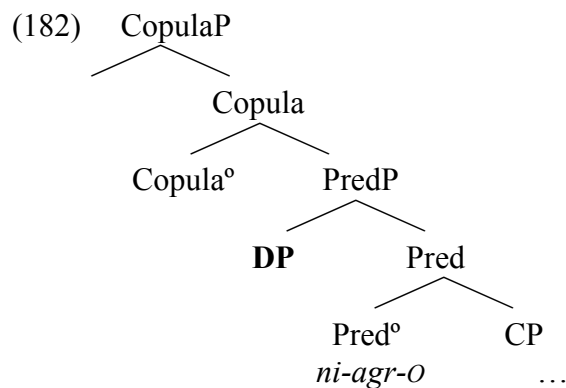 (182) CopulaP
Copula
Copulaº PredP
DP Pred
Predº CP
ni-agr-O …